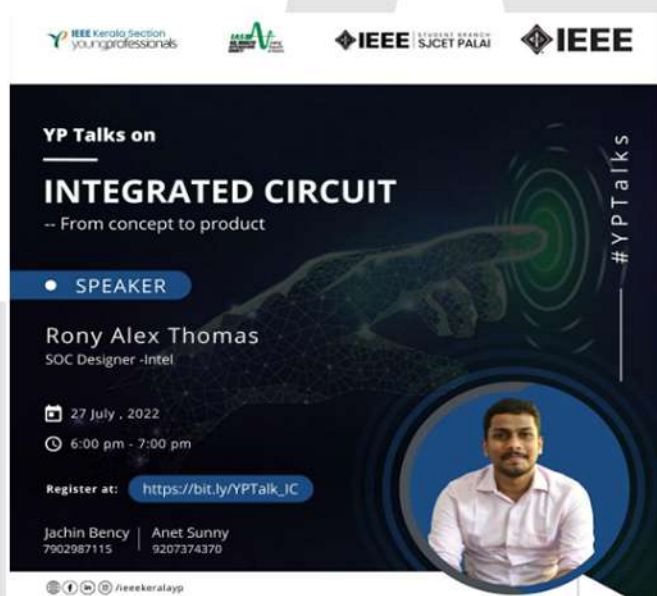 IEEE Kerala Section
youngprofessionals
IEEE
STUDENT BRANCH
SJCET PALAI
IEEE
YP Talks on
INTEGRATED CIRCUIT
-- From concept to product
SPEAKER
Rony Alex Thomas
SOC Designer -Intel
27 July , 2022
6:00 pm - 7:00 pm
Register at: https://bit.ly/YPTalk_IC
Jachin Bency | Anet Sunny
7902987115 9207374370
/ieeekeralayp
#YPTalks